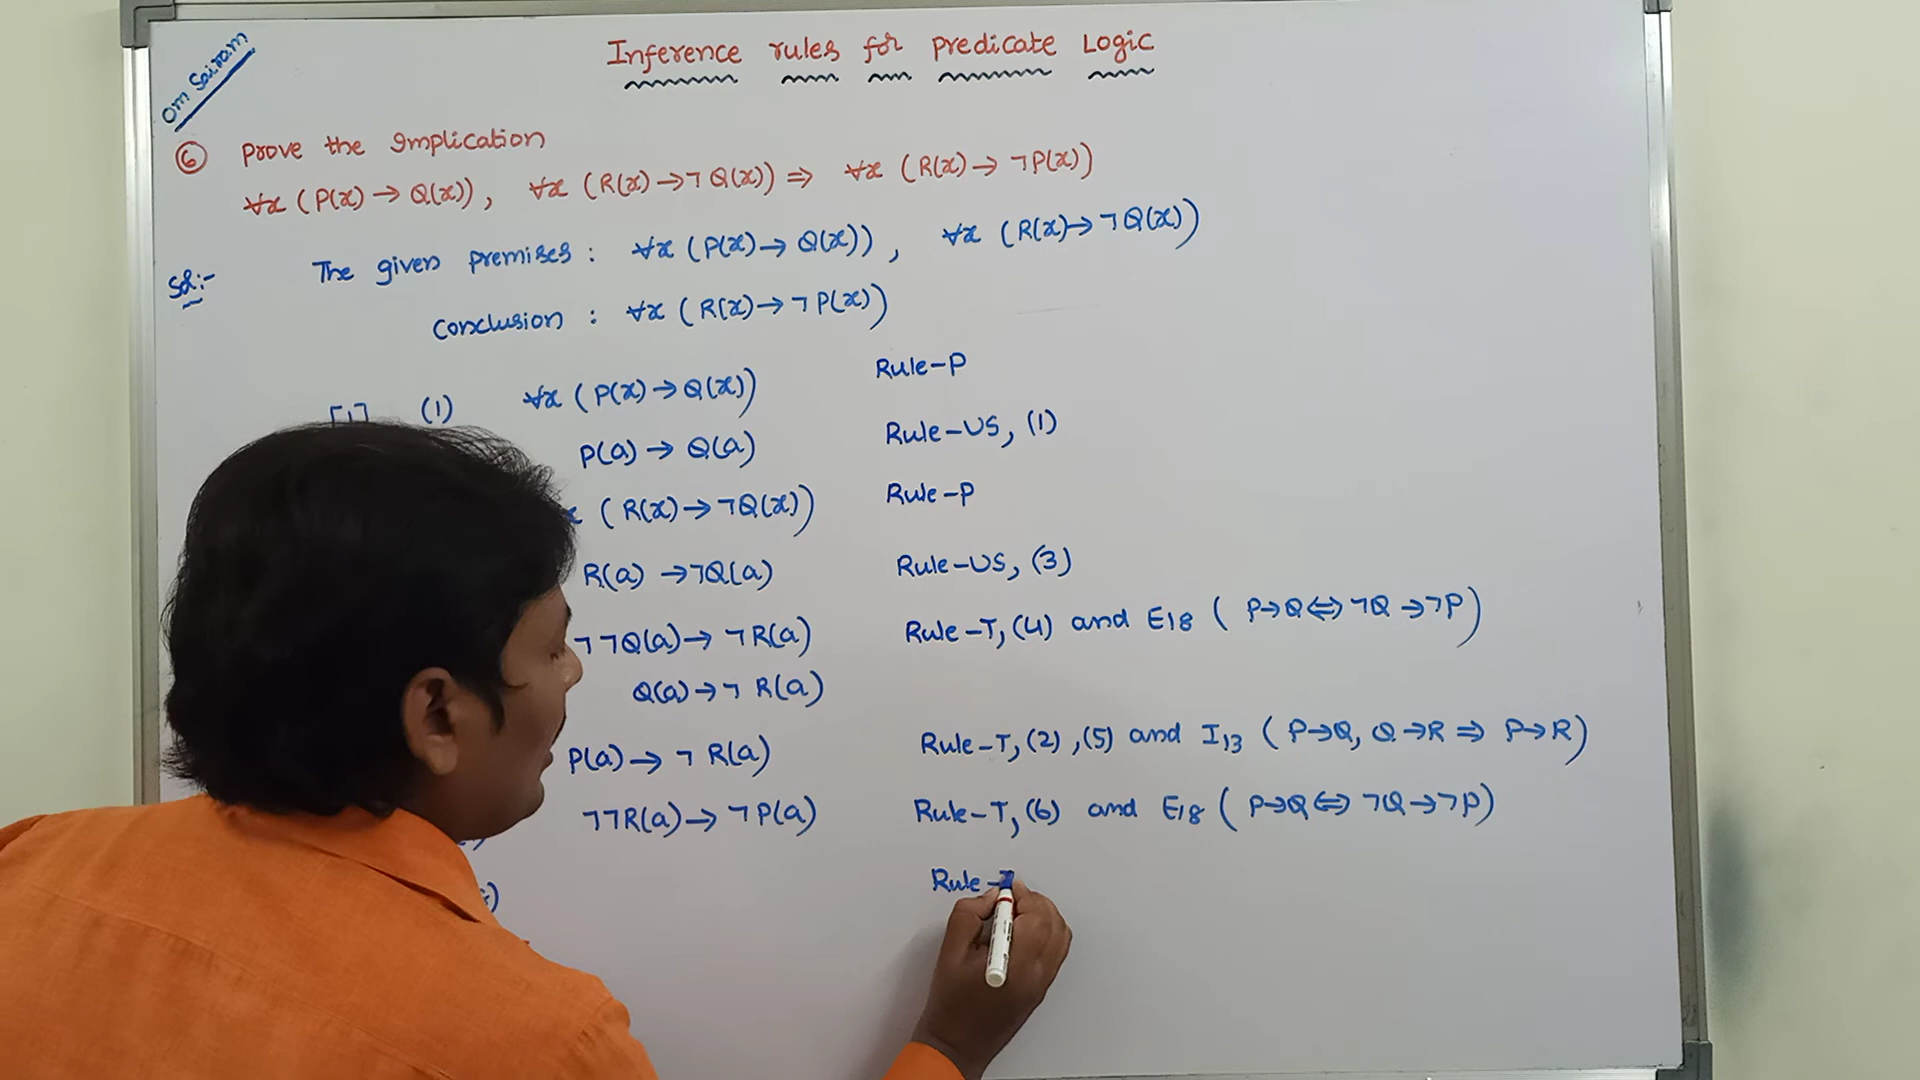 Om Sairam
Inference rules for predicate Logic
⑥ Prove the Implication
∀x (P(x) → Q(x)), ∀x (R(x) → ¬Q(x)) ⇒ ∀x (R(x) → ¬P(x))
Sol:- The given premises : ∀x (P(x) → Q(x)), ∀x (R(x) → ¬Q(x))
Conclusion : ∀x (R(x) → ¬P(x))
[1] (1) ∀x (P(x) → Q(x)) Rule-P
P(a) → Q(a) Rule-US, (1)
(R(x) → ¬Q(x)) Rule-P
R(a) → ¬Q(a) Rule-US, (3)
¬¬Q(a) → ¬R(a) Rule-T, (4) and E18 (P→Q ⇔ ¬Q→¬P)
Q(a) → ¬R(a)
P(a) → ¬R(a) Rule-T, (2), (5) and I13 (P→Q, Q→R ⇒ P→R)
¬¬R(a) → ¬P(a) Rule-T, (6) and E18 (P→Q ⇔ ¬Q→¬P)
Rule-